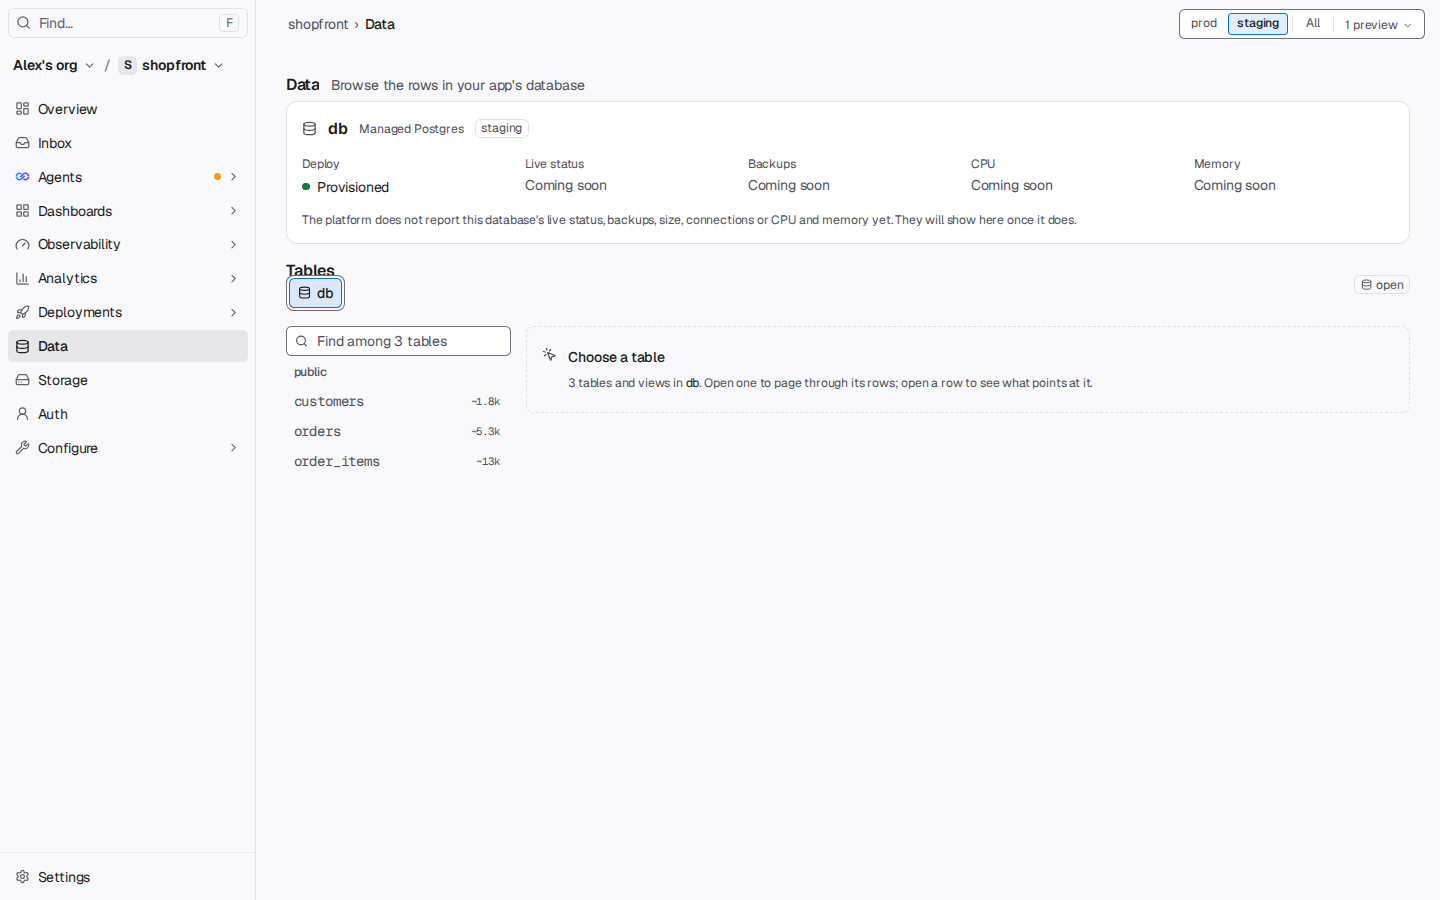 Find...
F
Alex's org / S shopfront
Overview
Inbox
Agents
Dashboards
Observability
Analytics
Deployments
Data
Storage
Auth
Configure
Settings
shopfront › Data
prod staging All 1 preview
Data Browse the rows in your app's database
db Managed Postgres staging
Deploy Live status Backups CPU Memory
Provisioned Coming soon Coming soon Coming soon Coming soon
The platform does not report this database's live status, backups, size, connections or CPU and memory yet. They will show here once it does.
Tables
db
open
Find among 3 tables
public
customers ~1.8k
orders ~5.3k
order_items ~13k
Choose a table
3 tables and views in db. Open one to page through its rows; open a row to see what points at it.